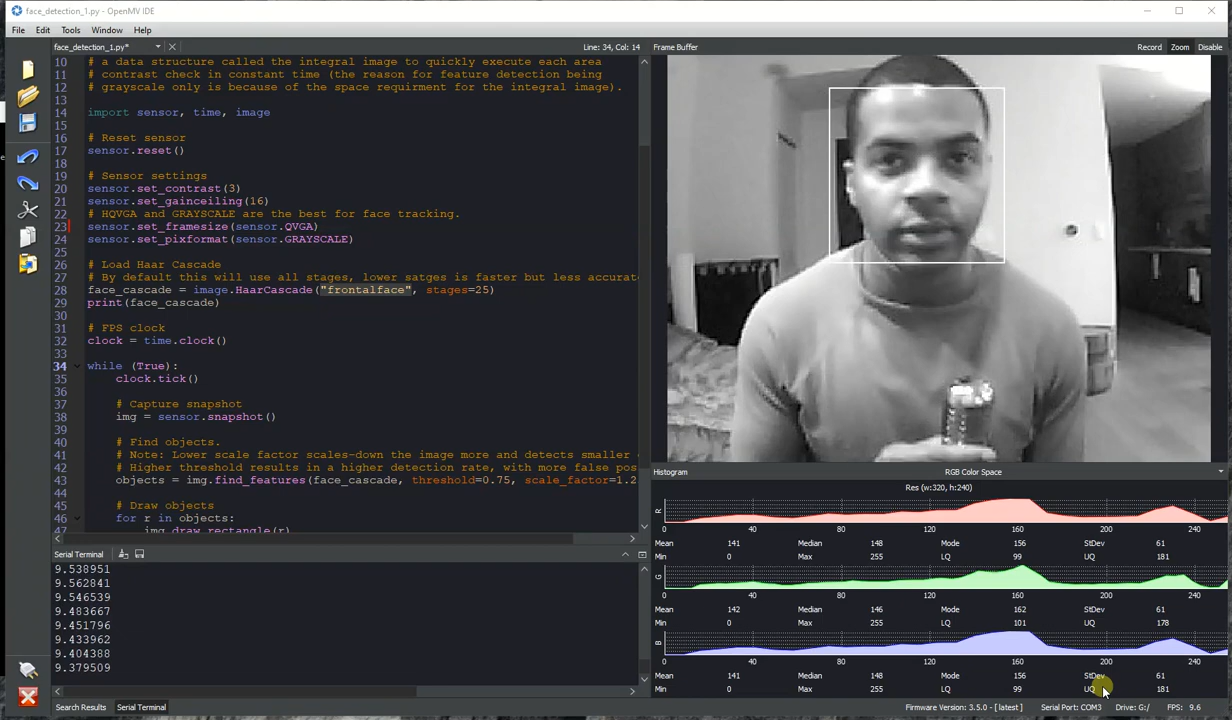 face_detection_1.py - OpenMV IDE
File Edit Tools Window Help
face_detection_1.py* Line: 34, Col: 14
10 # a data structure called the integral image to quickly execute each area
11 # contrast check in constant time (the reason for feature detection being
12 # grayscale only is because of the space requirment for the integral image).
13
14 import sensor, time, image
15
16 # Reset sensor
17 sensor.reset()
18
19 # Sensor settings
20 sensor.set_contrast(3)
21 sensor.set_gainceiling(16)
22 # HQVGA and GRAYSCALE are the best for face tracking.
23 sensor.set_framesize(sensor.QVGA)
24 sensor.set_pixformat(sensor.GRAYSCALE)
25
26 # Load Haar Cascade
27 # By default this will use all stages, lower satges is faster but less accurat
28 face_cascade = image.HaarCascade("frontalface", stages=25)
29 print(face_cascade)
30
31 # FPS clock
32 clock = time.clock()
33
34 while (True):
35 clock.tick()
36
37 # Capture snapshot
38 img = sensor.snapshot()
39
40 # Find objects.
41 # Note: Lower scale factor scales-down the image more and detects smaller
42 # Higher threshold results in a higher detection rate, with more false pos
43 objects = img.find_features(face_cascade, threshold=0.75, scale_factor=1.2
44
45 # Draw objects
46 for r in objects:
47 img.draw_rectangle(r)
Serial Terminal
9.538951
9.562841
9.546539
9.483667
9.451796
9.433962
9.404388
9.379509
Search Results Serial Terminal
Frame Buffer Record Zoom Disable
Histogram RGB Color Space
Res (w:320, h:240)
R
0 40 80 120 160 200 240
Mean 141 Median 148 Mode 156 StDev 61
Min 0 Max 255 LQ 99 UQ 181
G
0 40 80 120 160 200 240
Mean 142 Median 146 Mode 162 StDev 61
Min 0 Max 255 LQ 101 UQ 178
B
0 40 80 120 160 200 240
Mean 141 Median 148 Mode 156 StDev 61
Min 0 Max 255 LQ 99 UQ 181
Firmware Version: 3.5.0 - [ latest ] Serial Port: COM3 Drive: G:/ FPS: 9.6